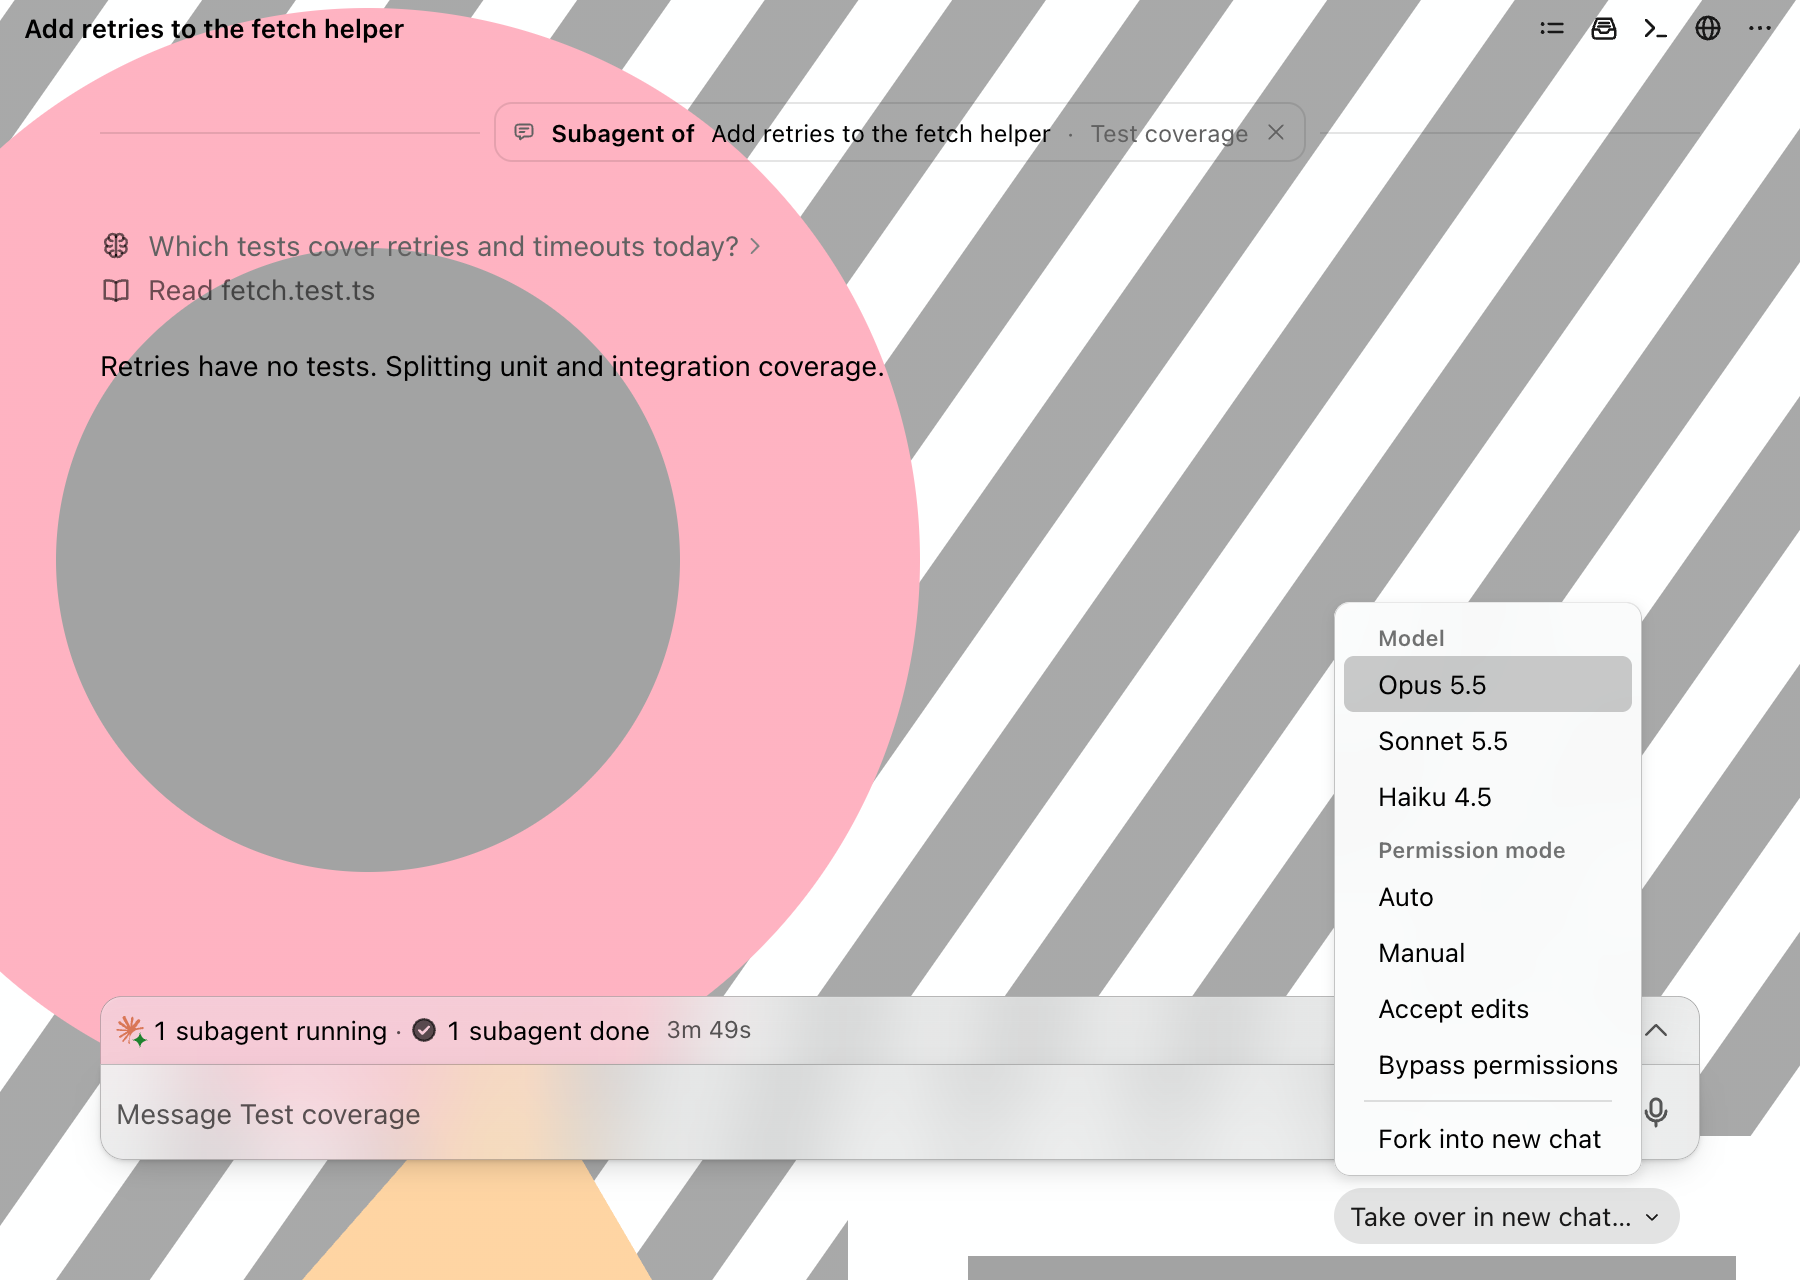 Add retries to the fetch helper
Subagent of Add retries to the fetch helper · Test coverage
Which tests cover retries and timeouts today?
Read fetch.test.ts
Retries have no tests. Splitting unit and integration coverage.
Model
Opus 5.5
Sonnet 5.5
Haiku 4.5
Permission mode
Auto
Manual
Accept edits
Bypass permissions
Fork into new chat
1 subagent running · 1 subagent done 3m 49s
Message Test coverage
Take over in new chat...